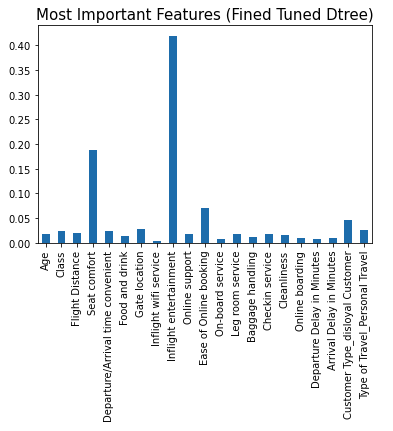 Most Important Features (Fined Tuned Dtree)
0.40
0.35
0.30
0.25
0.20
0.15
0.10
0.05
0.00
Age
Class
Flight Distance
Seat comfort
Departure/Arrival time convenient
Food and drink
Gate location
Inflight wifi service
Inflight entertainment
Online support
Ease of Online booking
On-board service
Leg room service
Baggage handling
Checkin service
Cleanliness
Online boarding
Departure Delay in Minutes
Arrival Delay in Minutes
Customer Type_disloyal Customer
Type of Travel_Personal Travel